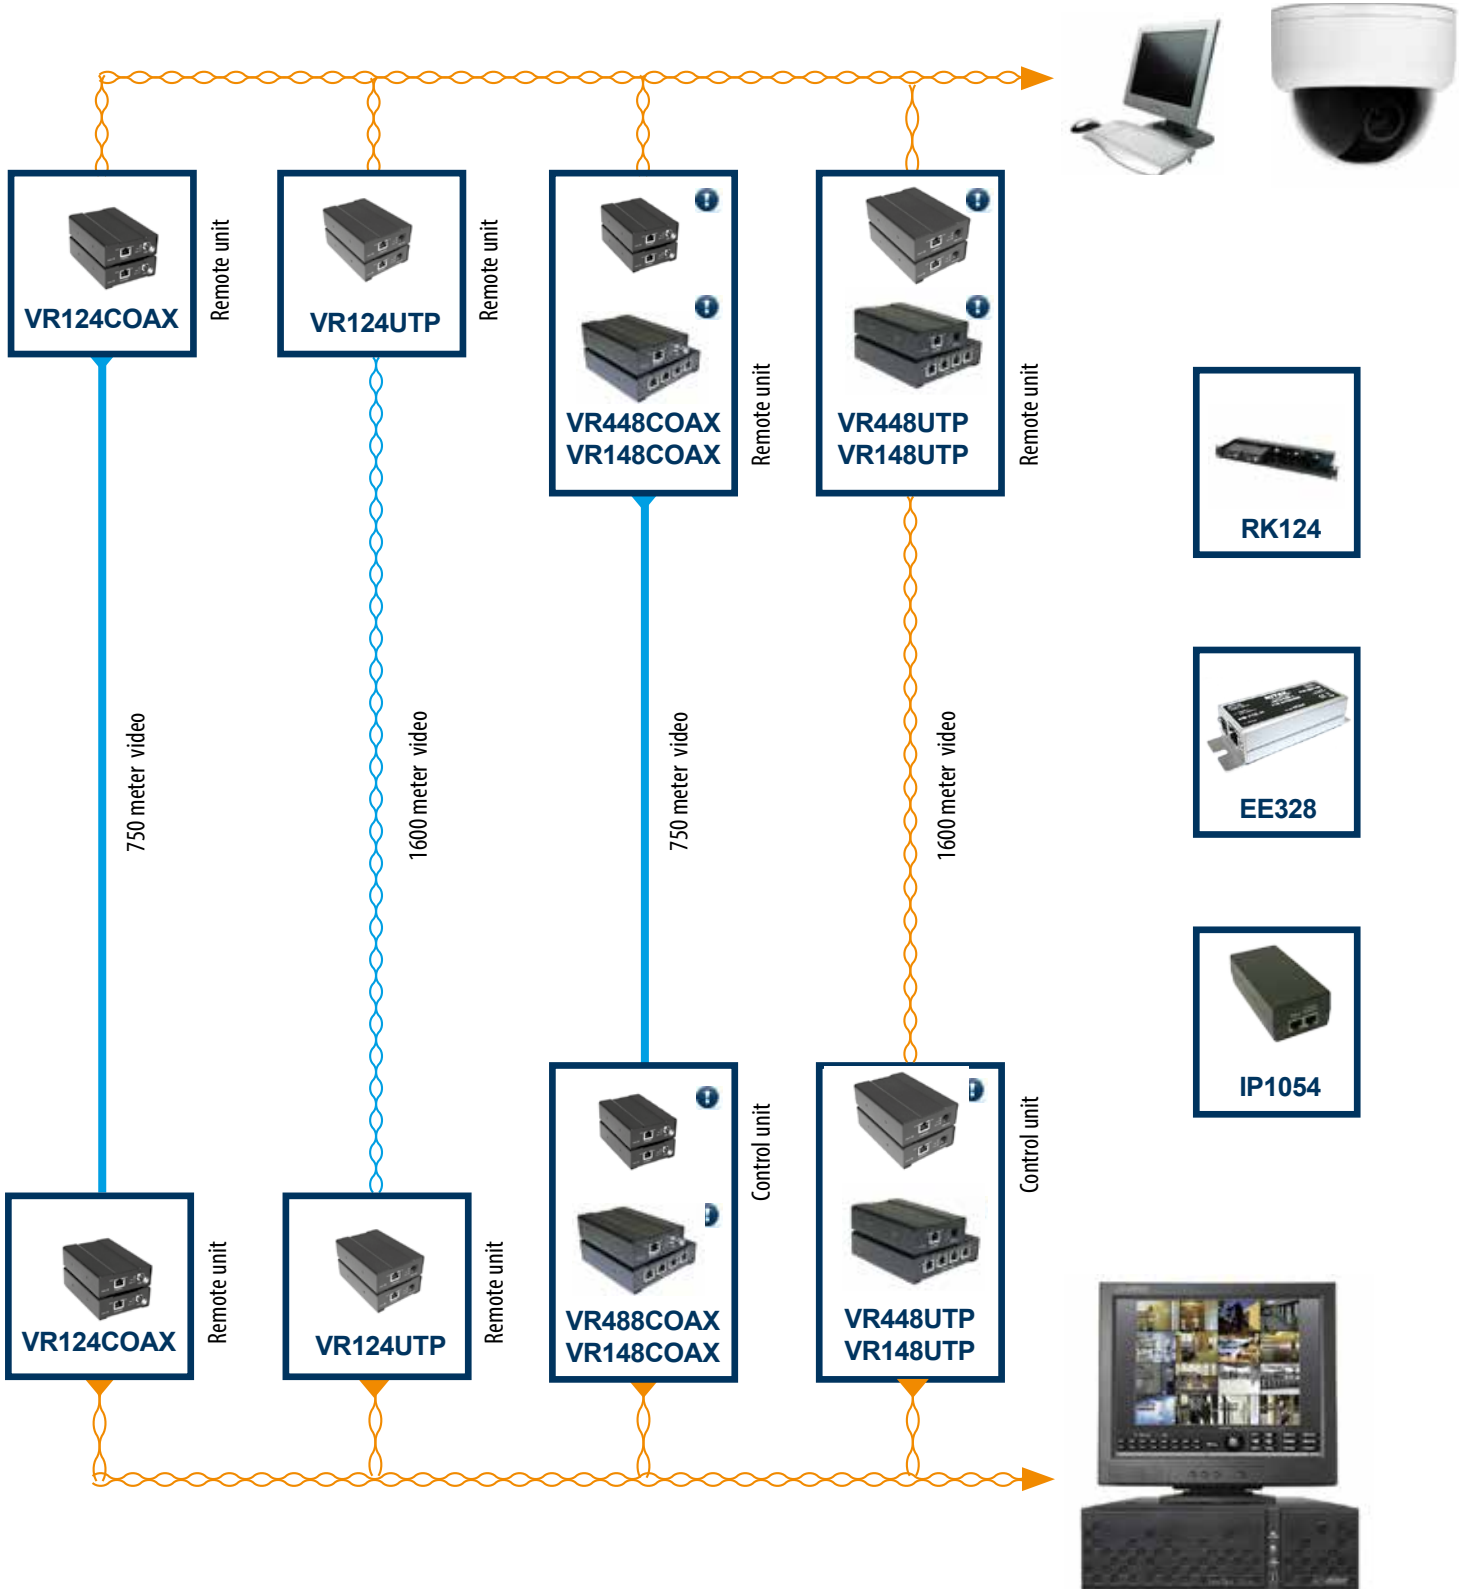 VR124COAX
Remote unit
VR124UTP
Remote unit
VR448COAX
VR148COAX
Remote unit
VR448UTP
VR148UTP
Remote unit
RK124
EE328
IP1054
750 meter video
1600 meter video
750 meter video
1600 meter video
VR124COAX
Remote unit
VR124UTP
Remote unit
VR488COAX
VR148COAX
Control unit
VR448UTP
VR148UTP
Control unit